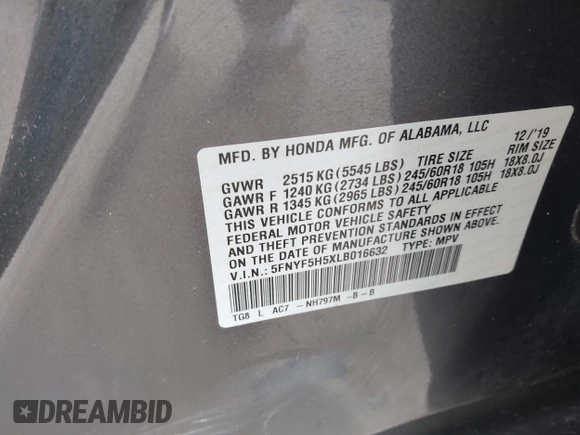 MFD. BY HONDA MFG. OF ALABAMA, LLC 12/'19
GVWR 2515 KG (5545 LBS) TIRE SIZE RIM SIZE
GAWR F 1240 KG (2734 LBS) 245/60R18 105H 18X8.0J
GAWR R 1345 KG (2965 LBS) 245/60R18 105H 18X8.0J
THIS VEHICLE CONFORMS TO ALL APPLICABLE
FEDERAL MOTOR VEHICLE SAFETY
AND THEFT PREVENTION STANDARDS IN EFFECT
ON THE DATE OF MANUFACTURE SHOWN ABOVE.
V.I.N.: 5FNYF5H5XLB016632 TYPE: MPV
TG8 L AC7 - NH797M - B - B
DREAMBID